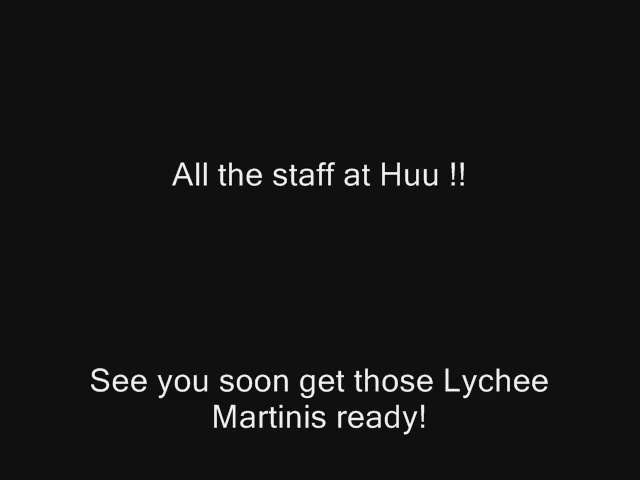 All the staff at Huu !!
See you soon get those Lychee
Martinis ready!